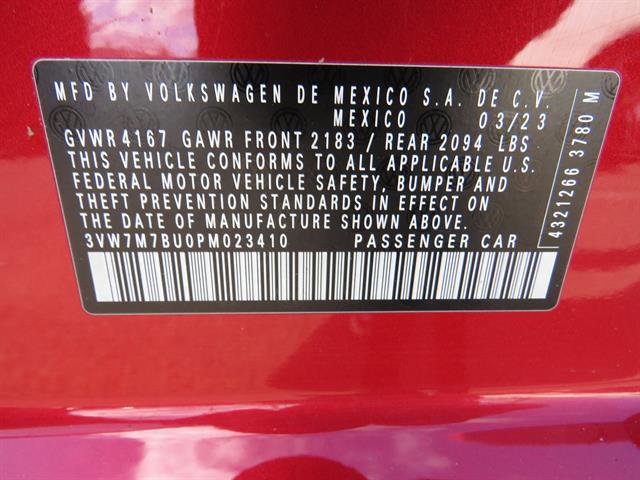 MFD BY VOLKSWAGEN DE MEXICO S.A. DE C.V.
MEXICO 03/23
GVWR 4167 GAWR FRONT 2183 / REAR 2094 LBS
THIS VEHICLE CONFORMS TO ALL APPLICABLE U.S.
FEDERAL MOTOR VEHICLE SAFETY, BUMPER AND
THEFT PREVENTION STANDARDS IN EFFECT ON
THE DATE OF MANUFACTURE SHOWN ABOVE.
3VW7M7BU0PM023410 PASSENGER CAR
4321266 3780 M